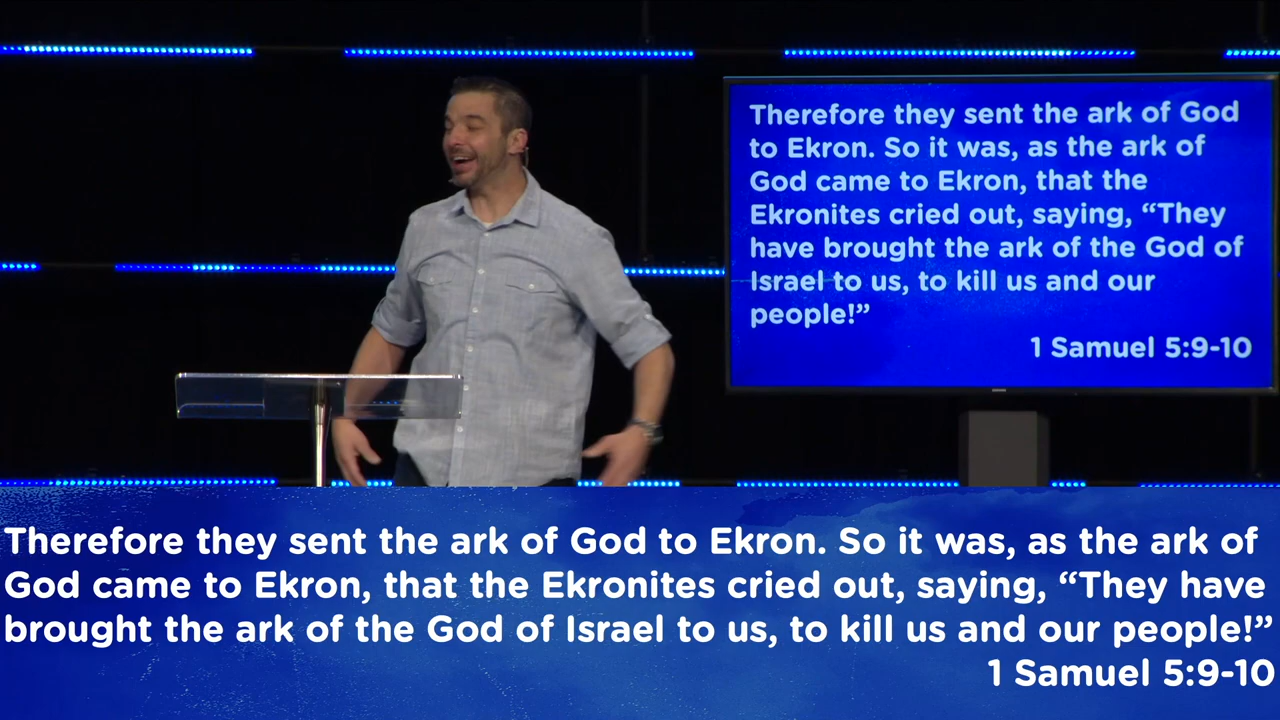 Therefore they sent the ark of God
to Ekron. So it was, as the ark of
God came to Ekron, that the
Ekronites cried out, saying, “They
have brought the ark of the God of
Israel to us, to kill us and our
people!”
1 Samuel 5:9-10
Therefore they sent the ark of God to Ekron. So it was, as the ark of
God came to Ekron, that the Ekronites cried out, saying, “They have
brought the ark of the God of Israel to us, to kill us and our people!”
1 Samuel 5:9-10